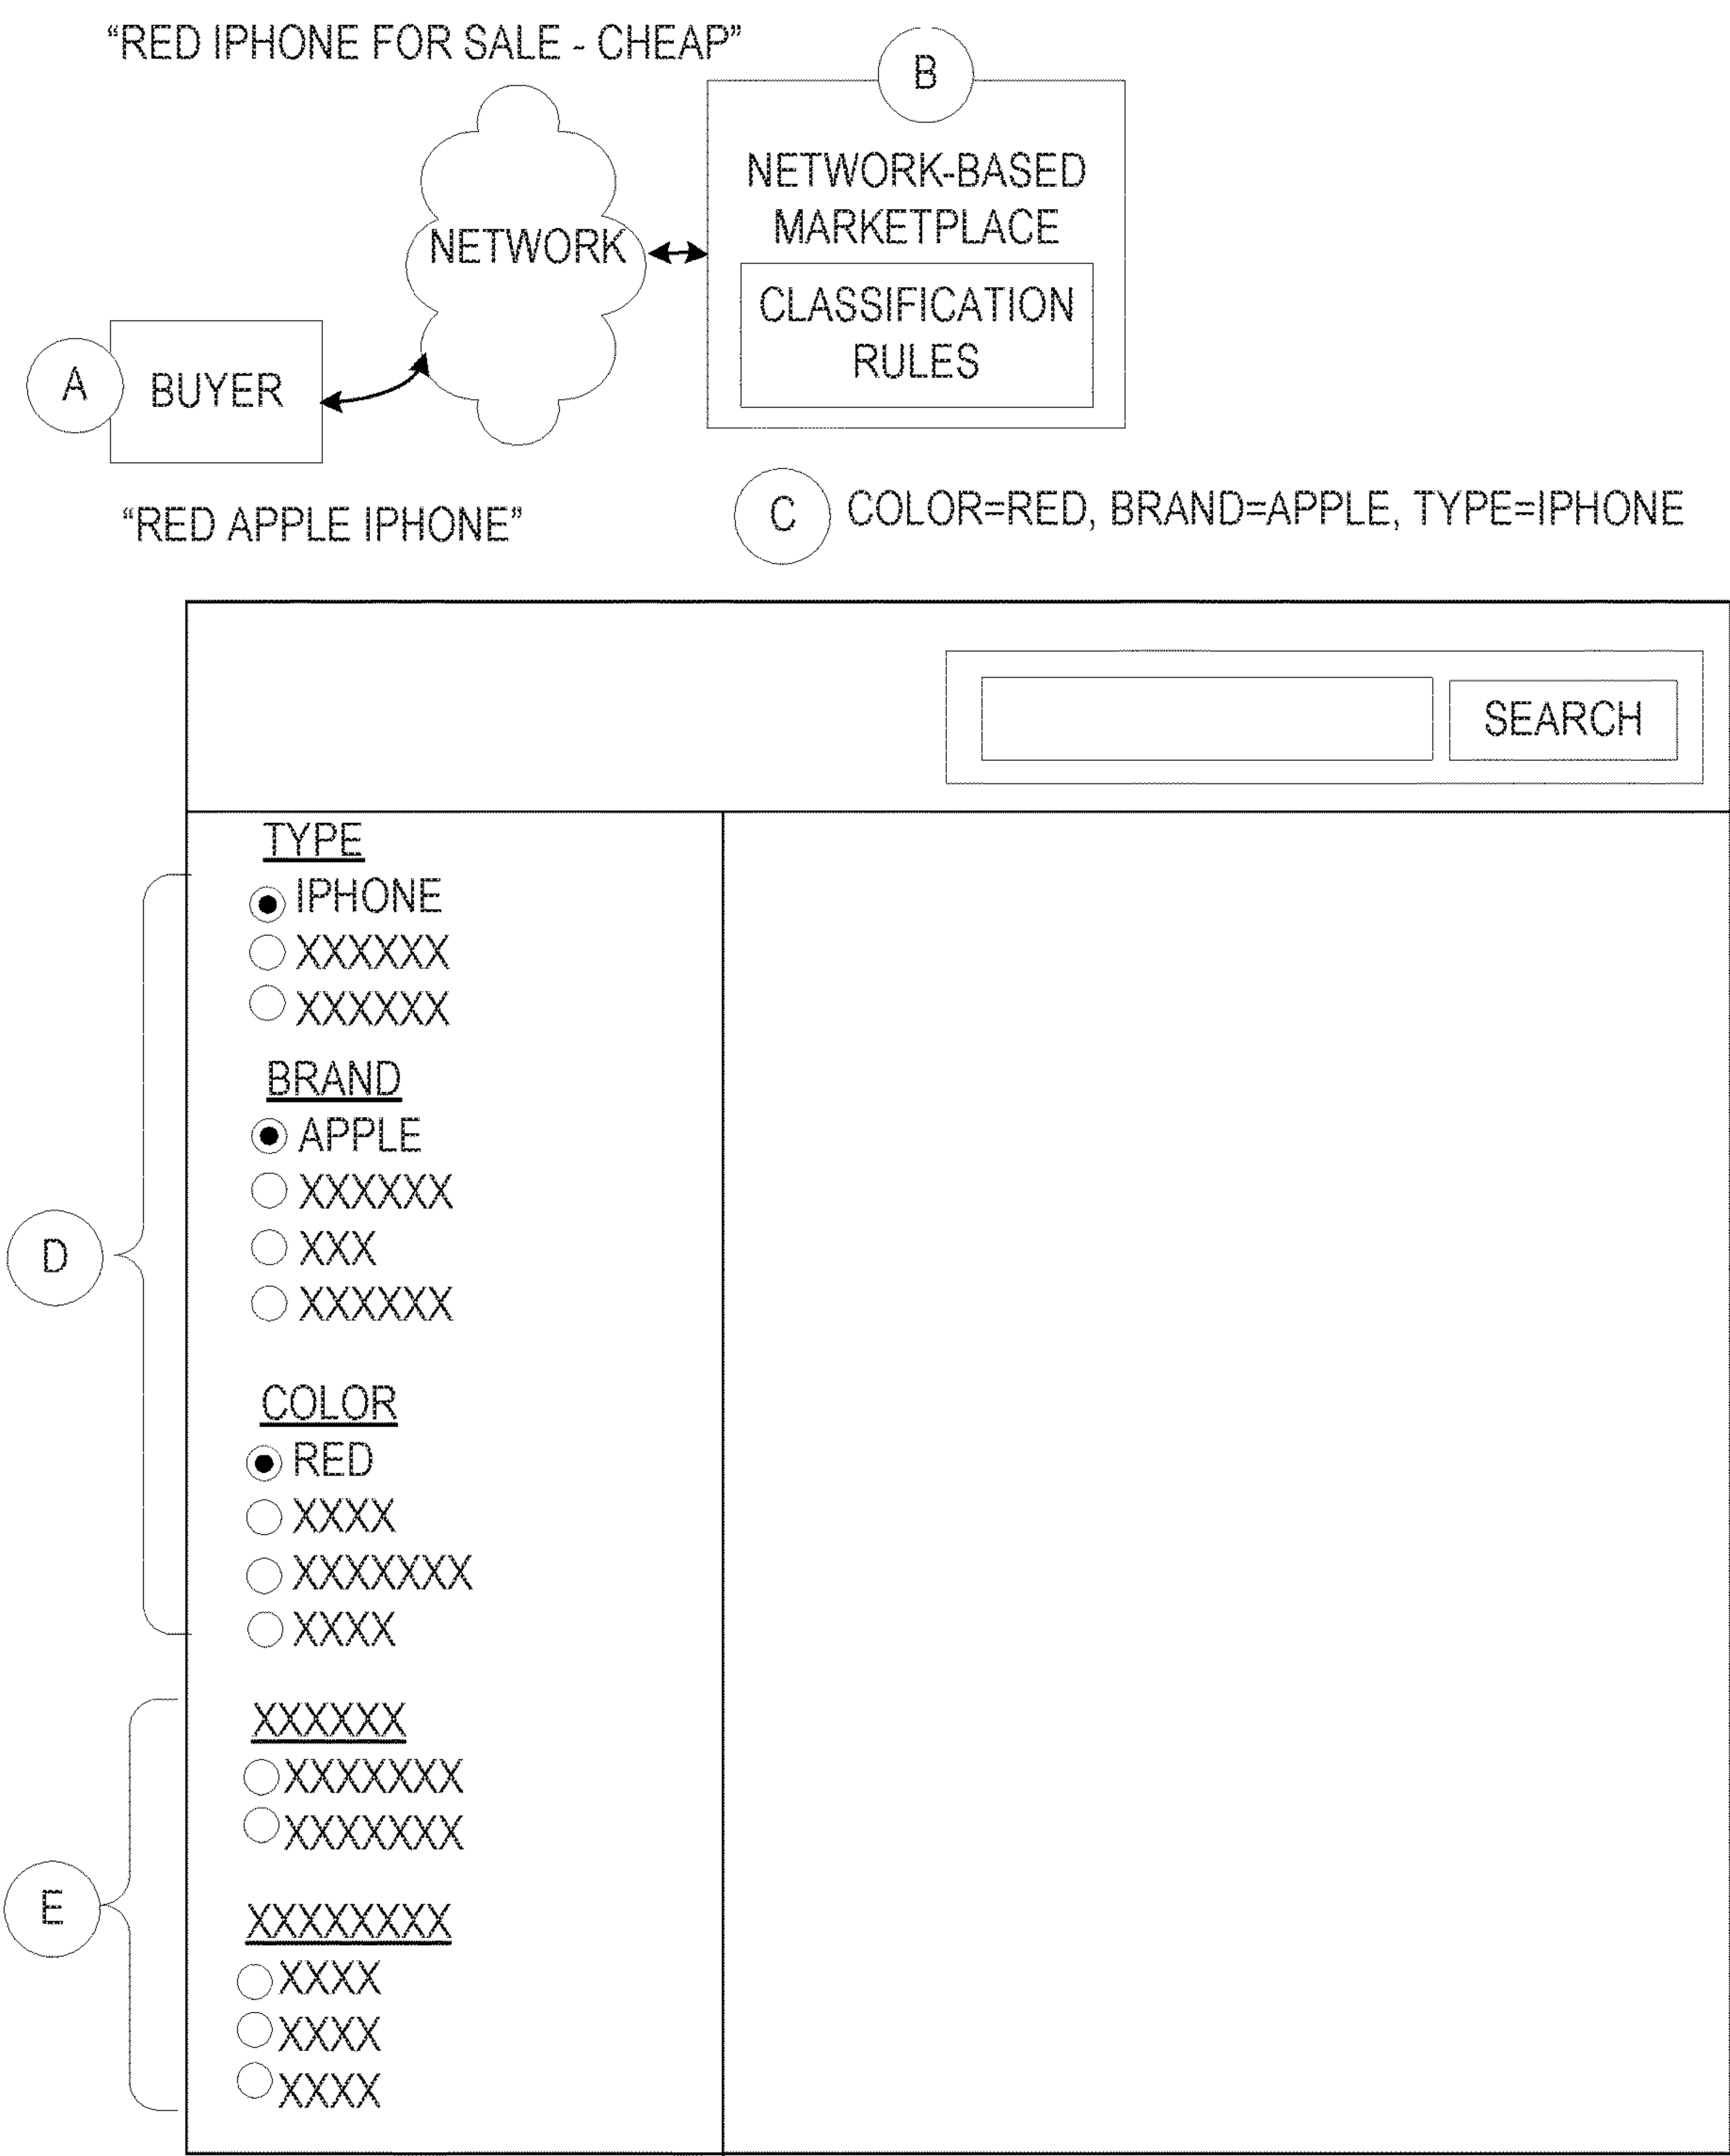 “RED IPHONE FOR SALE - CHEAP”
B
NETWORK-BASED
MARKETPLACE
NETWORK
CLASSIFICATION
RULES
A
BUYER
“RED APPLE IPHONE”
C
COLOR=RED, BRAND=APPLE, TYPE=IPHONE
SEARCH
TYPE
IPHONE
XXXXXX
XXXXXX
BRAND
APPLE
XXXXXX
XXX
XXXXXX
D
COLOR
RED
XXXX
XXXXXXX
XXXX
XXXXXX
XXXXXXX
XXXXXXX
E
XXXXXXXX
XXXX
XXXX
XXXX